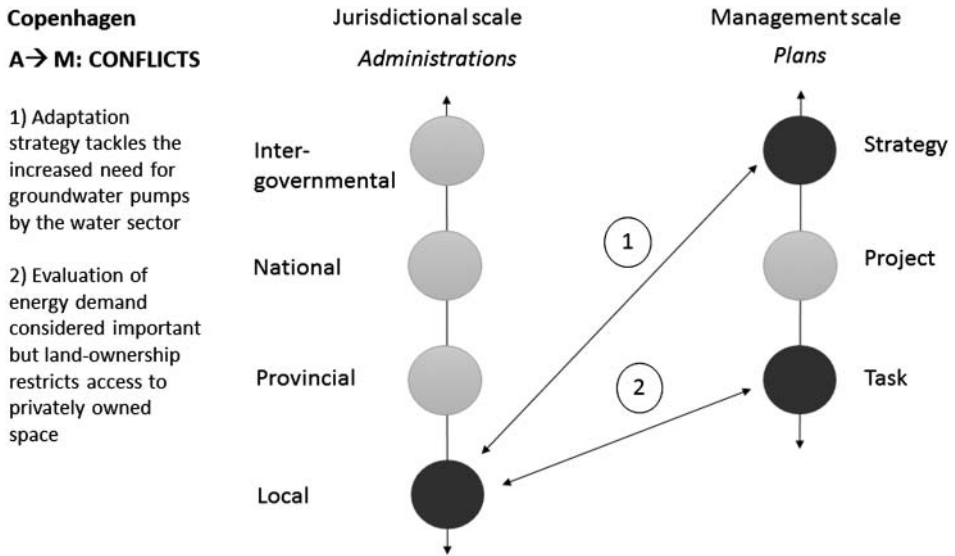 Copenhagen
A→ M: CONFLICTS
1) Adaptation
strategy tackles the
increased need for
groundwater pumps
by the water sector
2) Evaluation of
energy demand
considered important
but land-ownership
restricts access to
privately owned
space
Jurisdictional scale
Administrations
Inter-
governmental
National
Provincial
Local
1
2
Management scale
Plans
Strategy
Project
Task